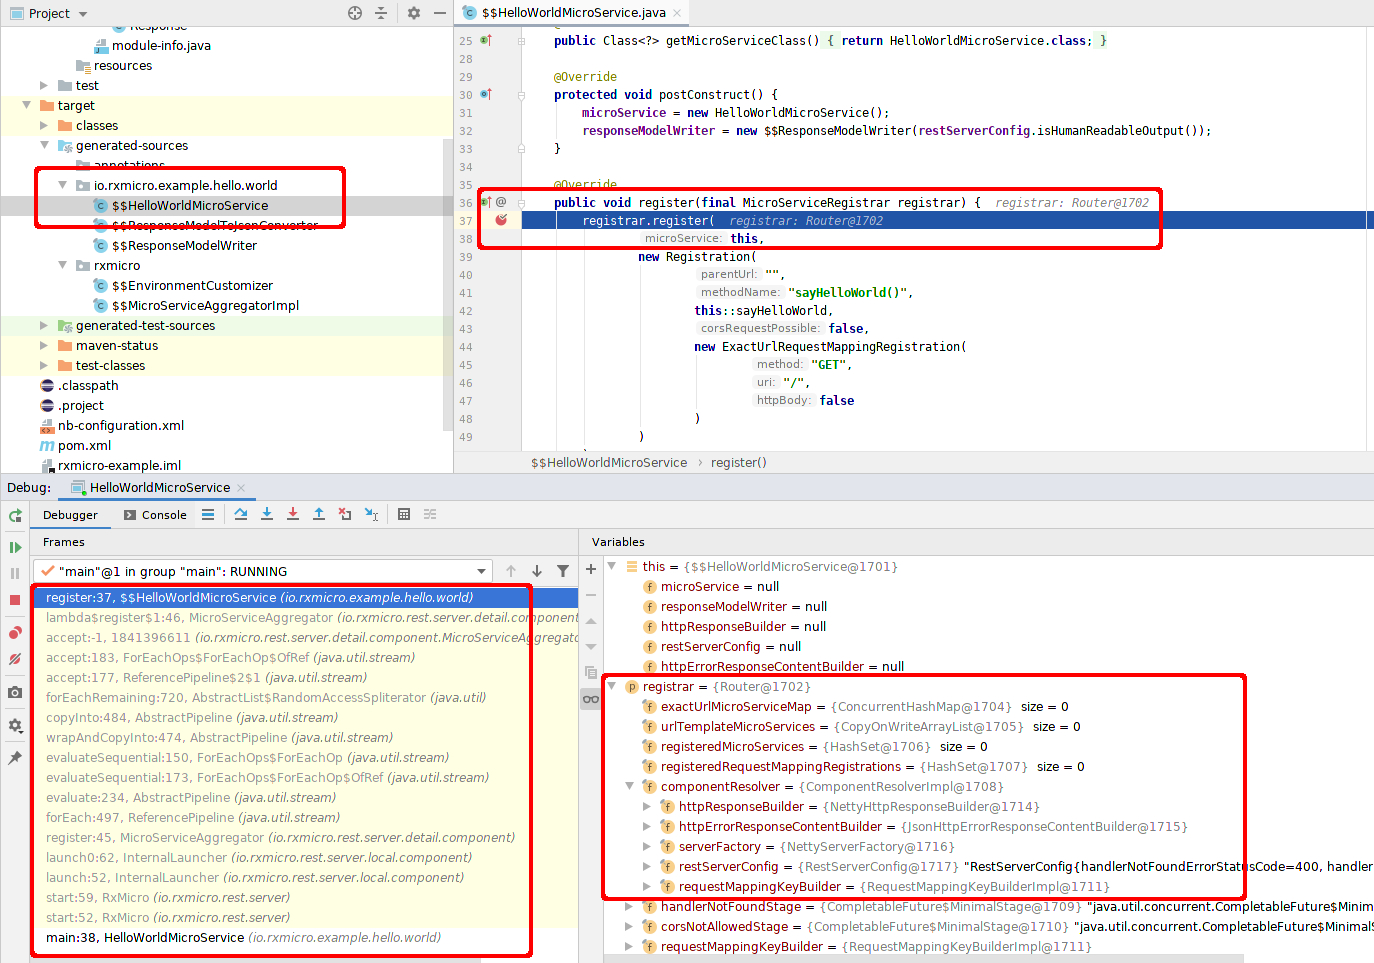 Project
$$HelloWorldMicroService.java
Response
module-info.java
resources
test
target
classes
generated-sources
annotations
io.rxmicro.example.hello.world
$$HelloWorldMicroService
$$ResponseModelToJsonConverter
$$ResponseModelWriter
rxmicro
$$EnvironmentCustomizer
$$MicroServiceAggregatorImpl
generated-test-sources
maven-status
test-classes
.classpath
.project
nb-configuration.xml
pom.xml
rxmicro-example.iml
25 public Class<?> getMicroServiceClass() { return HelloWorldMicroService.class; }
28
29 @Override
30 protected void postConstruct() {
31 microService = new HelloWorldMicroService();
32 responseModelWriter = new $$ResponseModelWriter(restServerConfig.isHumanReadableOutput());
33 }
34
35 @Override
36 @ public void register(final MicroServiceRegistrar registrar) { registrar: Router@1702
37 registrar.register( registrar: Router@1702
38 microService: this,
39 new Registration(
40 parentUrl: "",
41 methodName: "sayHelloWorld()",
42 this::sayHelloWorld,
43 corsRequestPossible: false,
44 new ExactUrlRequestMappingRegistration(
45 method: "GET",
46 uri: "/",
47 httpBody: false
48 )
49 )
$$HelloWorldMicroService › register()
Debug: HelloWorldMicroService
Debugger Console
Frames
"main"@1 in group "main": RUNNING
register:37, $$HelloWorldMicroService (io.rxmicro.example.hello.world)
lambda$register$1:46, MicroServiceAggregator (io.rxmicro.rest.server.detail.component
accept:-1, 1841396611 (io.rxmicro.rest.server.detail.component.MicroServiceAggregato
accept:183, ForEachOps$ForEachOp$OfRef (java.util.stream)
accept:177, ReferencePipeline$2$1 (java.util.stream)
forEachRemaining:720, AbstractList$RandomAccessSpliterator (java.util)
copyInto:484, AbstractPipeline (java.util.stream)
wrapAndCopyInto:474, AbstractPipeline (java.util.stream)
evaluateSequential:150, ForEachOps$ForEachOp (java.util.stream)
evaluateSequential:173, ForEachOps$ForEachOp$OfRef (java.util.stream)
evaluate:234, AbstractPipeline (java.util.stream)
forEach:497, ReferencePipeline (java.util.stream)
register:45, MicroServiceAggregator (io.rxmicro.rest.server.detail.component)
launch0:62, InternalLauncher (io.rxmicro.rest.server.local.component)
launch:52, InternalLauncher (io.rxmicro.rest.server.local.component)
start:59, RxMicro (io.rxmicro.rest.server)
start:52, RxMicro (io.rxmicro.rest.server)
main:38, HelloWorldMicroService (io.rxmicro.example.hello.world)
Variables
this = {$$HelloWorldMicroService@1701}
microService = null
responseModelWriter = null
httpResponseBuilder = null
restServerConfig = null
httpErrorResponseContentBuilder = null
registrar = {Router@1702}
exactUrlMicroServiceMap = {ConcurrentHashMap@1704} size = 0
urlTemplateMicroServices = {CopyOnWriteArrayList@1705} size = 0
registeredMicroServices = {HashSet@1706} size = 0
registeredRequestMappingRegistrations = {HashSet@1707} size = 0
componentResolver = {ComponentResolverImpl@1708}
httpResponseBuilder = {NettyHttpResponseBuilder@1714}
httpErrorResponseContentBuilder = {JsonHttpErrorResponseContentBuilder@1715}
serverFactory = {NettyServerFactory@1716}
restServerConfig = {RestServerConfig@1717} "RestServerConfig{handlerNotFoundErrorStatusCode=400, handler
requestMappingKeyBuilder = {RequestMappingKeyBuilderImpl@1711}
handlerNotFoundStage = {CompletableFuture$MinimalStage@1709} "java.util.concurrent.CompletableFuture$Minim
corsNotAllowedStage = {CompletableFuture$MinimalStage@1710} "java.util.concurrent.CompletableFuture$Minimal
requestMappingKeyBuilder = {RequestMappingKeyBuilderImpl@1711}